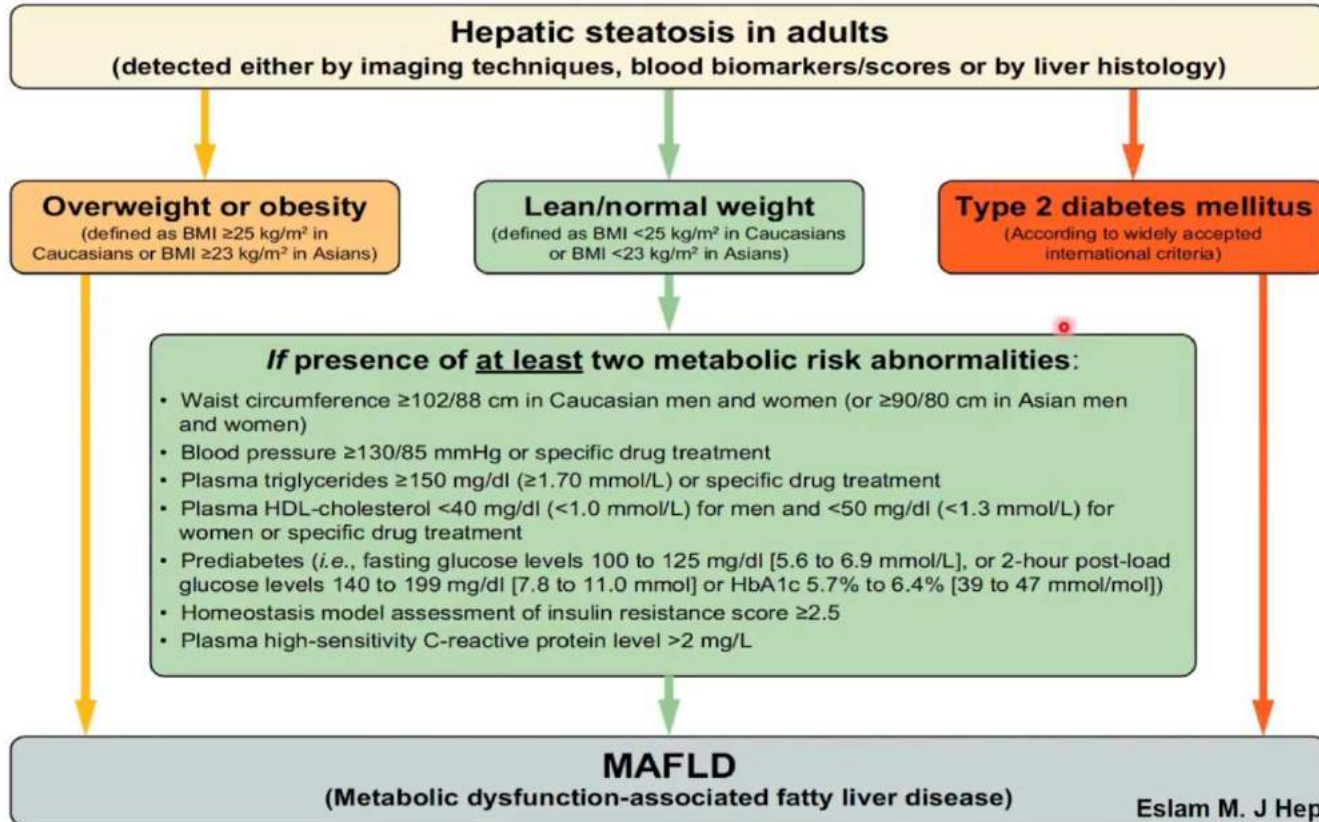 Hepatic steatosis in adults
(detected either by imaging techniques, blood biomarkers/scores or by liver histology)
Overweight or obesity
(defined as BMI ≥25 kg/m² in
Caucasians or BMI ≥23 kg/m² in Asians)
Lean/normal weight
(defined as BMI <25 kg/m² in Caucasians
or BMI <23 kg/m² in Asians)
Type 2 diabetes mellitus
(According to widely accepted
international criteria)
If presence of at least two metabolic risk abnormalities:
• Waist circumference ≥102/88 cm in Caucasian men and women (or ≥90/80 cm in Asian men
and women)
• Blood pressure ≥130/85 mmHg or specific drug treatment
• Plasma triglycerides ≥150 mg/dl (≥1.70 mmol/L) or specific drug treatment
• Plasma HDL-cholesterol <40 mg/dl (<1.0 mmol/L) for men and <50 mg/dl (<1.3 mmol/L) for
women or specific drug treatment
• Prediabetes (i.e., fasting glucose levels 100 to 125 mg/dl [5.6 to 6.9 mmol/L], or 2-hour post-load
glucose levels 140 to 199 mg/dl [7.8 to 11.0 mmol] or HbA1c 5.7% to 6.4% [39 to 47 mmol/mol])
• Homeostasis model assessment of insulin resistance score ≥2.5
• Plasma high-sensitivity C-reactive protein level >2 mg/L
MAFLD
(Metabolic dysfunction-associated fatty liver disease)
Eslam M. J Hep